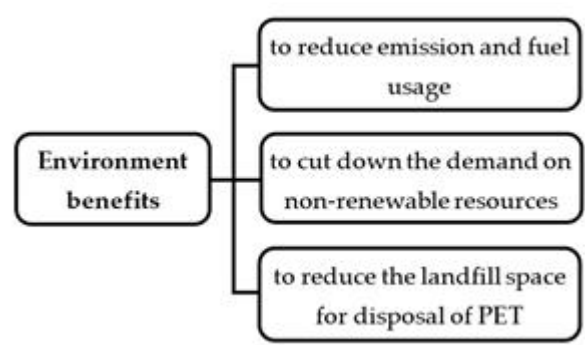 to reduce emission and fuel
usage
Environment
benefits
to cut down the demand on
non-renewable resources
to reduce the landfill space
for disposal of PET